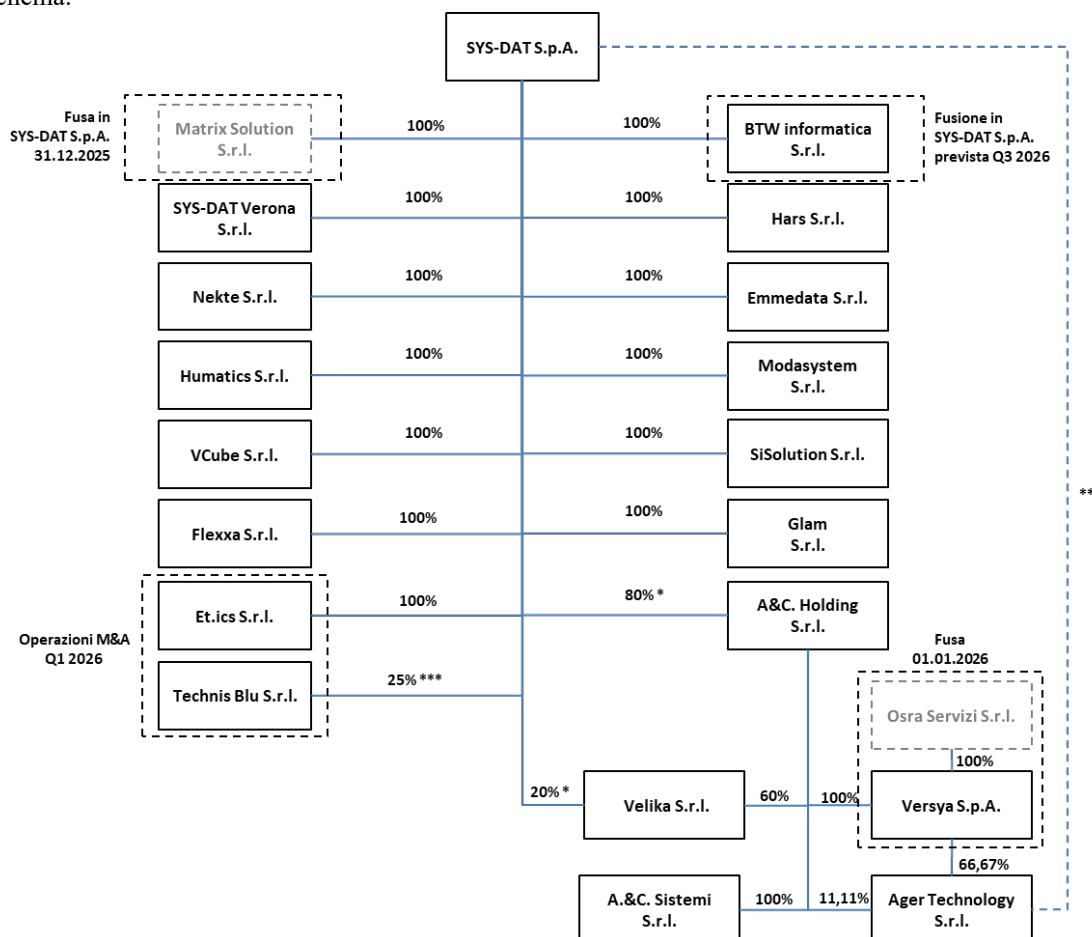 SYS-DAT S.p.A.
Fusa in
SYS-DAT S.p.A.
31.12.2025
Matrix Solution
S.r.l.
100%
100%
BTW informatica
S.r.l.
Fusione in
SYS-DAT S.p.A.
prevista Q3 2026
SYS-DAT Verona
S.r.l.
100%
100%
Hars S.r.l.
Nekte S.r.l.
100%
100%
Emmedata S.r.l.
Humatics S.r.l.
100%
100%
Modasystem
S.r.l.
VCube S.r.l.
100%
100%
SiSolution S.r.l.
**
Flexxa S.r.l.
100%
100%
Glam
S.r.l.
Operazioni M&A
Q1 2026
Et.ics S.r.l.
100%
80% *
A&C. Holding
S.r.l.
Technis Blu S.r.l.
25% ***
Fusa
01.01.2026
Osra Servizi S.r.l.
100%
20% *
Velika S.r.l.
60%
100%
Versya S.p.A.
66,67%
A.&C. Sistemi
S.r.l.
100%
11,11%
Ager Technology
S.r.l.